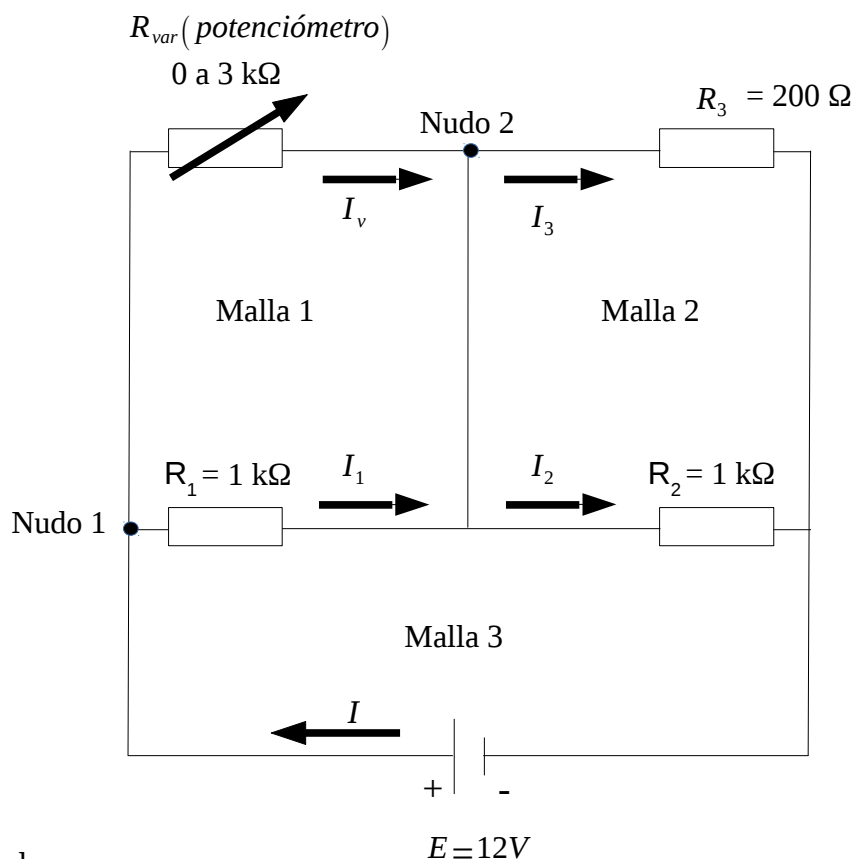 R_var(potenciómetro)
0 a 3 kΩ
R_3 = 200 Ω
Nudo 2
I_v
I_3
Malla 1
Malla 2
R_1 = 1 kΩ
I_1
I_2
R_2 = 1 kΩ
Nudo 1
Malla 3
I
+ -
E=12V